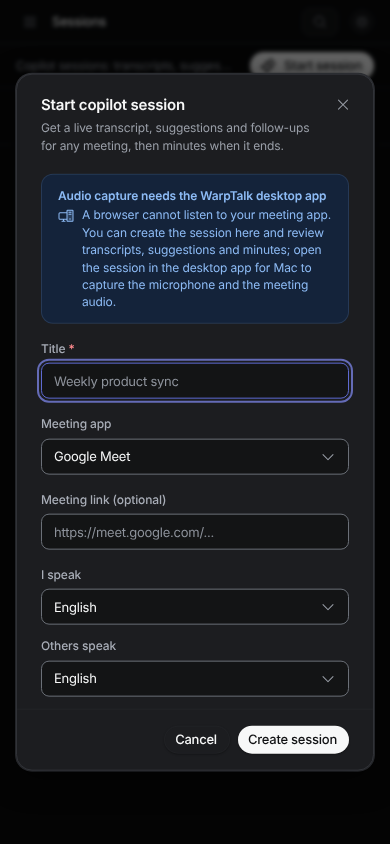 Sessions
Start session
Start copilot session
Get a live transcript, suggestions and follow-ups
for any meeting, then minutes when it ends.
Audio capture needs the WarpTalk desktop app
A browser cannot listen to your meeting app.
You can create the session here and review
transcripts, suggestions and minutes; open
the session in the desktop app for Mac to
capture the microphone and the meeting
audio.
Title *
Weekly product sync
Meeting app
Google Meet
Meeting link (optional)
https://meet.google.com/...
I speak
English
Others speak
English
Cancel
Create session